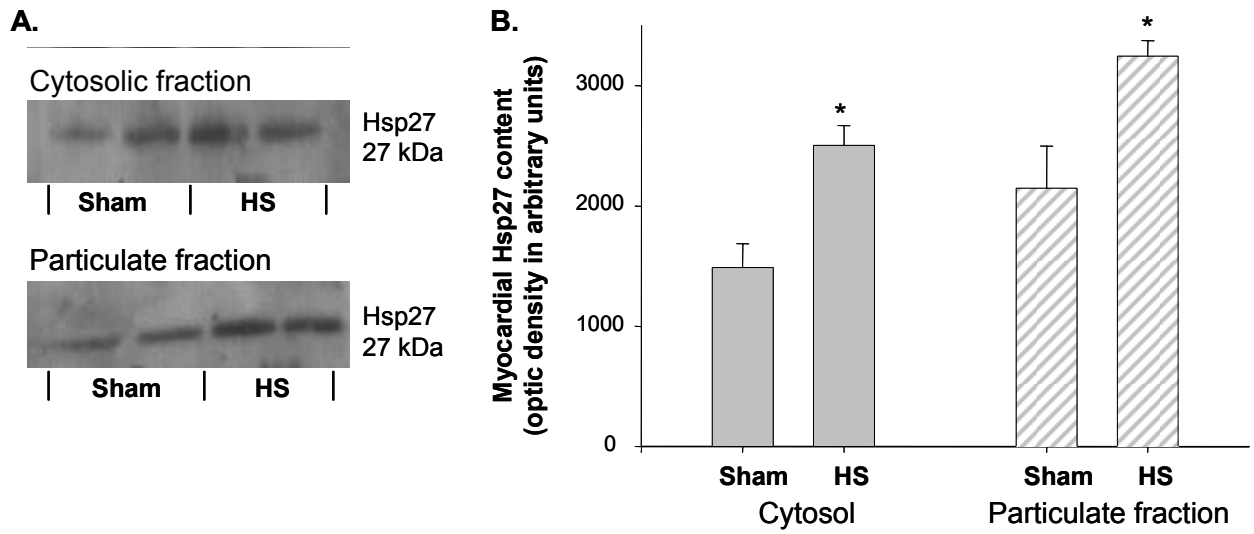 A.
Cytosolic fraction
Hsp27
27 kDa
| Sham | HS |
Particulate fraction
Hsp27
27 kDa
| Sham | HS |
B.
Myocardial Hsp27 content
(optic density in arbitrary units)
3000
2000
1000
0
*
*
Sham HS Sham HS
Cytosol Particulate fraction